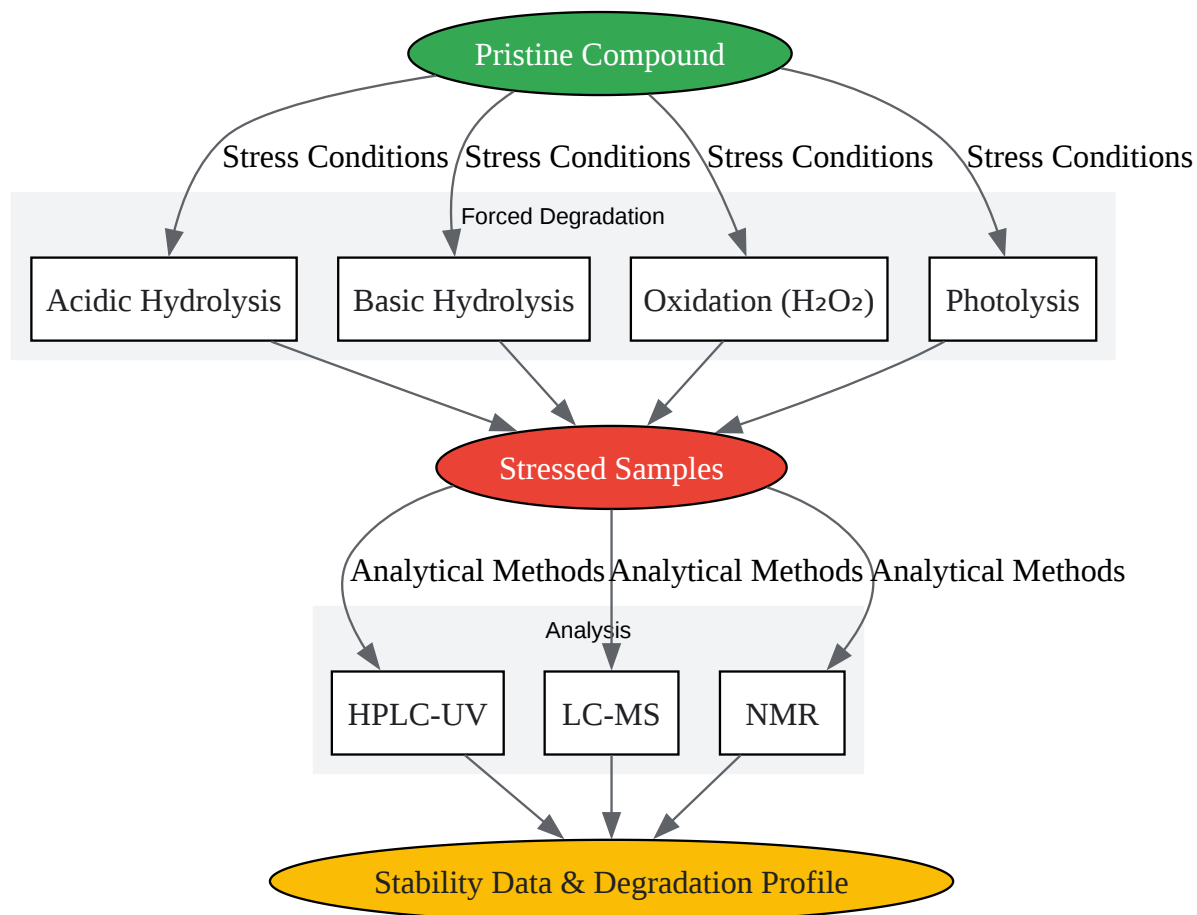 Pristine Compound
Stress Conditions
Stress Conditions
Stress Conditions
Stress Conditions
Forced Degradation
Acidic Hydrolysis
Basic Hydrolysis
Oxidation (H₂O₂)
Photolysis
Stressed Samples
Analytical Methods
Analytical Methods
Analytical Methods
Analysis
HPLC-UV
LC-MS
NMR
Stability Data & Degradation Profile